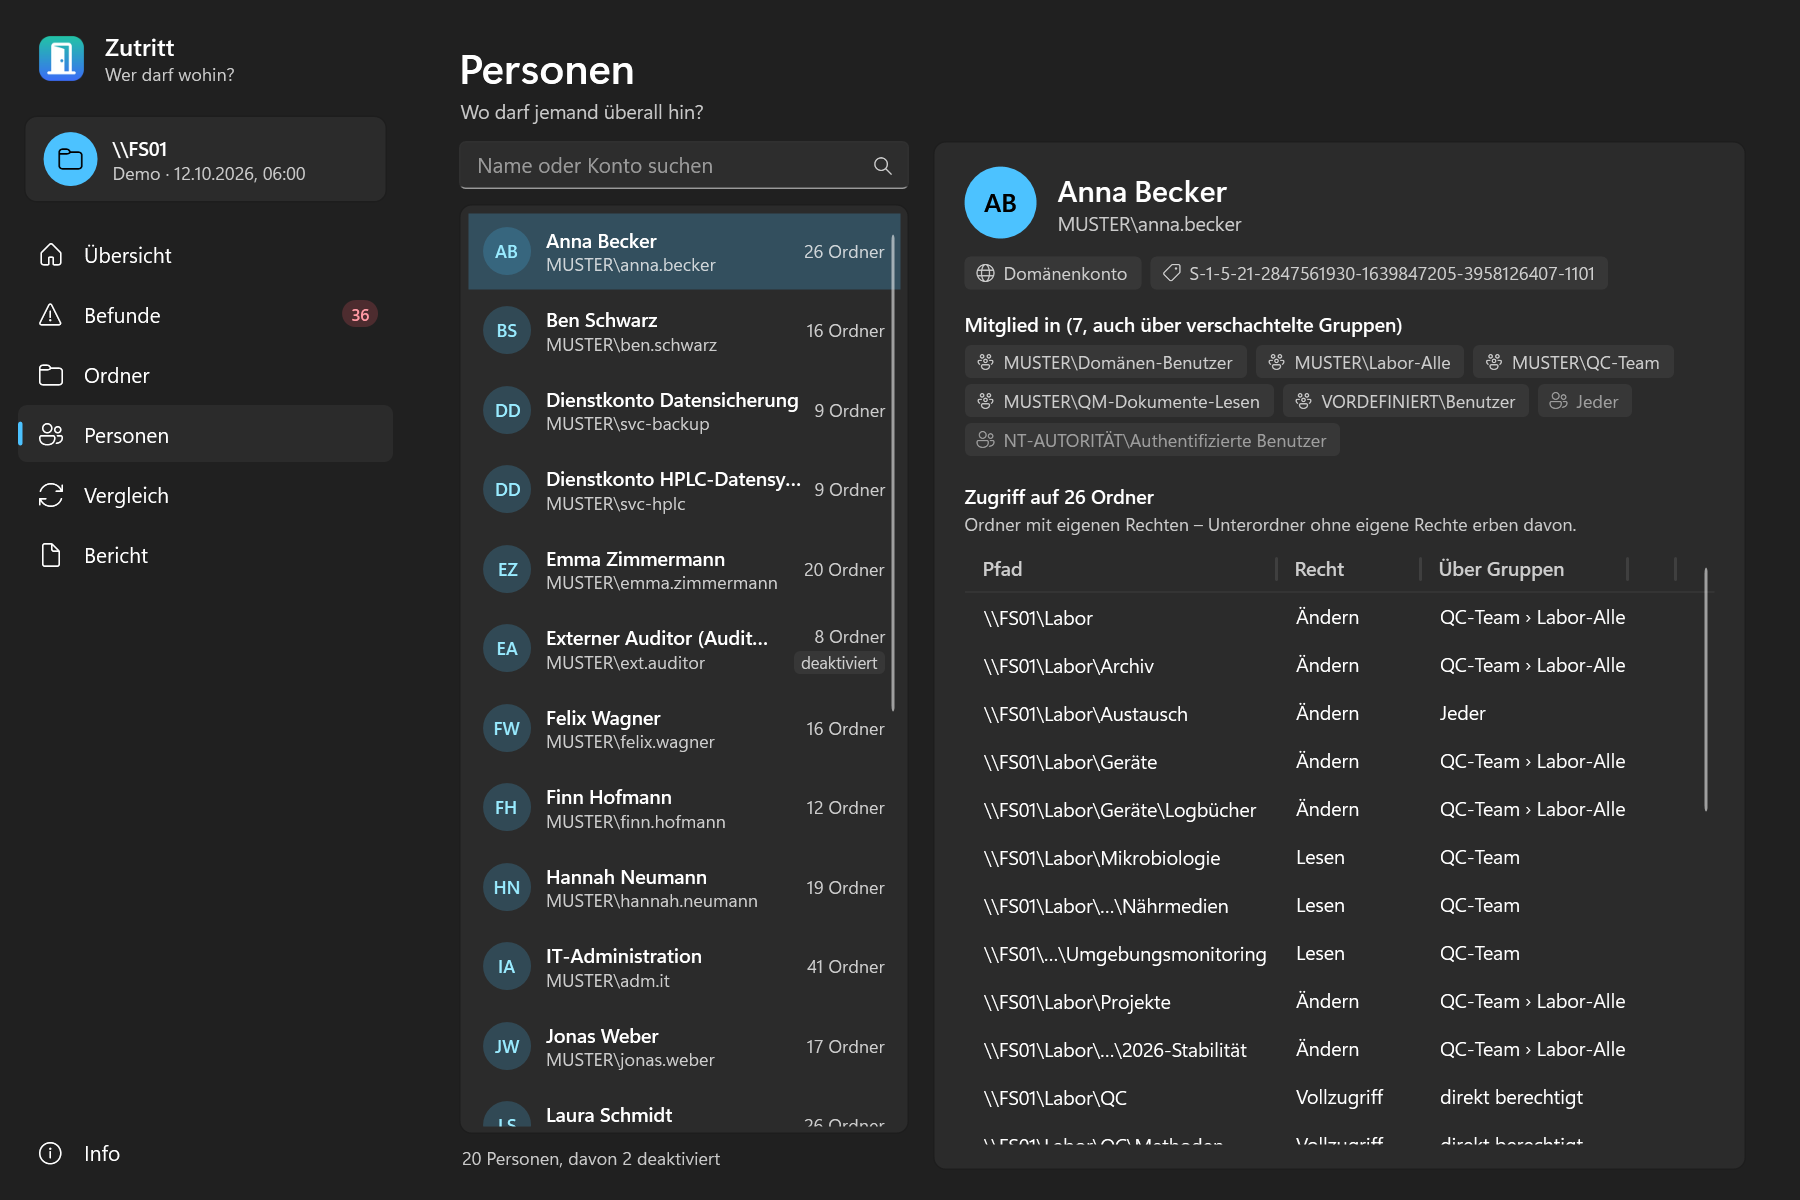 Zutritt
Wer darf wohin?
\\FS01
Demo · 12.10.2026, 06:00
Übersicht
Befunde 36
Ordner
Personen
Vergleich
Bericht
Info
Personen
Wo darf jemand überall hin?
Name oder Konto suchen
AB Anna Becker 26 Ordner
MUSTER\anna.becker
BS Ben Schwarz 16 Ordner
MUSTER\ben.schwarz
DD Dienstkonto Datensicherung 9 Ordner
MUSTER\svc-backup
DD Dienstkonto HPLC-Datensy... 9 Ordner
MUSTER\svc-hplc
EZ Emma Zimmermann 20 Ordner
MUSTER\emma.zimmermann
EA Externer Auditor (Audit... 8 Ordner
MUSTER\ext.auditor deaktiviert
FW Felix Wagner 16 Ordner
MUSTER\felix.wagner
FH Finn Hofmann 12 Ordner
MUSTER\finn.hofmann
HN Hannah Neumann 19 Ordner
MUSTER\hannah.neumann
IA IT-Administration 41 Ordner
MUSTER\adm.it
JW Jonas Weber 17 Ordner
MUSTER\jonas.weber
LS Laura Schmidt 26 Ordner
20 Personen, davon 2 deaktiviert
AB Anna Becker
MUSTER\anna.becker
Domänenkonto S-1-5-21-2847561930-1639847205-3958126407-1101
Mitglied in (7, auch über verschachtelte Gruppen)
MUSTER\Domänen-Benutzer MUSTER\Labor-Alle MUSTER\QC-Team
MUSTER\QM-Dokumente-Lesen VORDEFINIERT\Benutzer Jeder
NT-AUTORITÄT\Authentifizierte Benutzer
Zugriff auf 26 Ordner
Ordner mit eigenen Rechten – Unterordner ohne eigene Rechte erben davon.
Pfad Recht Über Gruppen
\\FS01\Labor Ändern QC-Team › Labor-Alle
\\FS01\Labor\Archiv Ändern QC-Team › Labor-Alle
\\FS01\Labor\Austausch Ändern Jeder
\\FS01\Labor\Geräte Ändern QC-Team › Labor-Alle
\\FS01\Labor\Geräte\Logbücher Ändern QC-Team › Labor-Alle
\\FS01\Labor\Mikrobiologie Lesen QC-Team
\\FS01\Labor\...\Nährmedien Lesen QC-Team
\\FS01\...\Umgebungsmonitoring Lesen QC-Team
\\FS01\Labor\Projekte Ändern QC-Team › Labor-Alle
\\FS01\Labor\...\2026-Stabilität Ändern QC-Team › Labor-Alle
\\FS01\Labor\QC Vollzugriff direkt berechtigt
\\FS01\Labor\QC\Methoden Vollzugriff direkt berechtigt